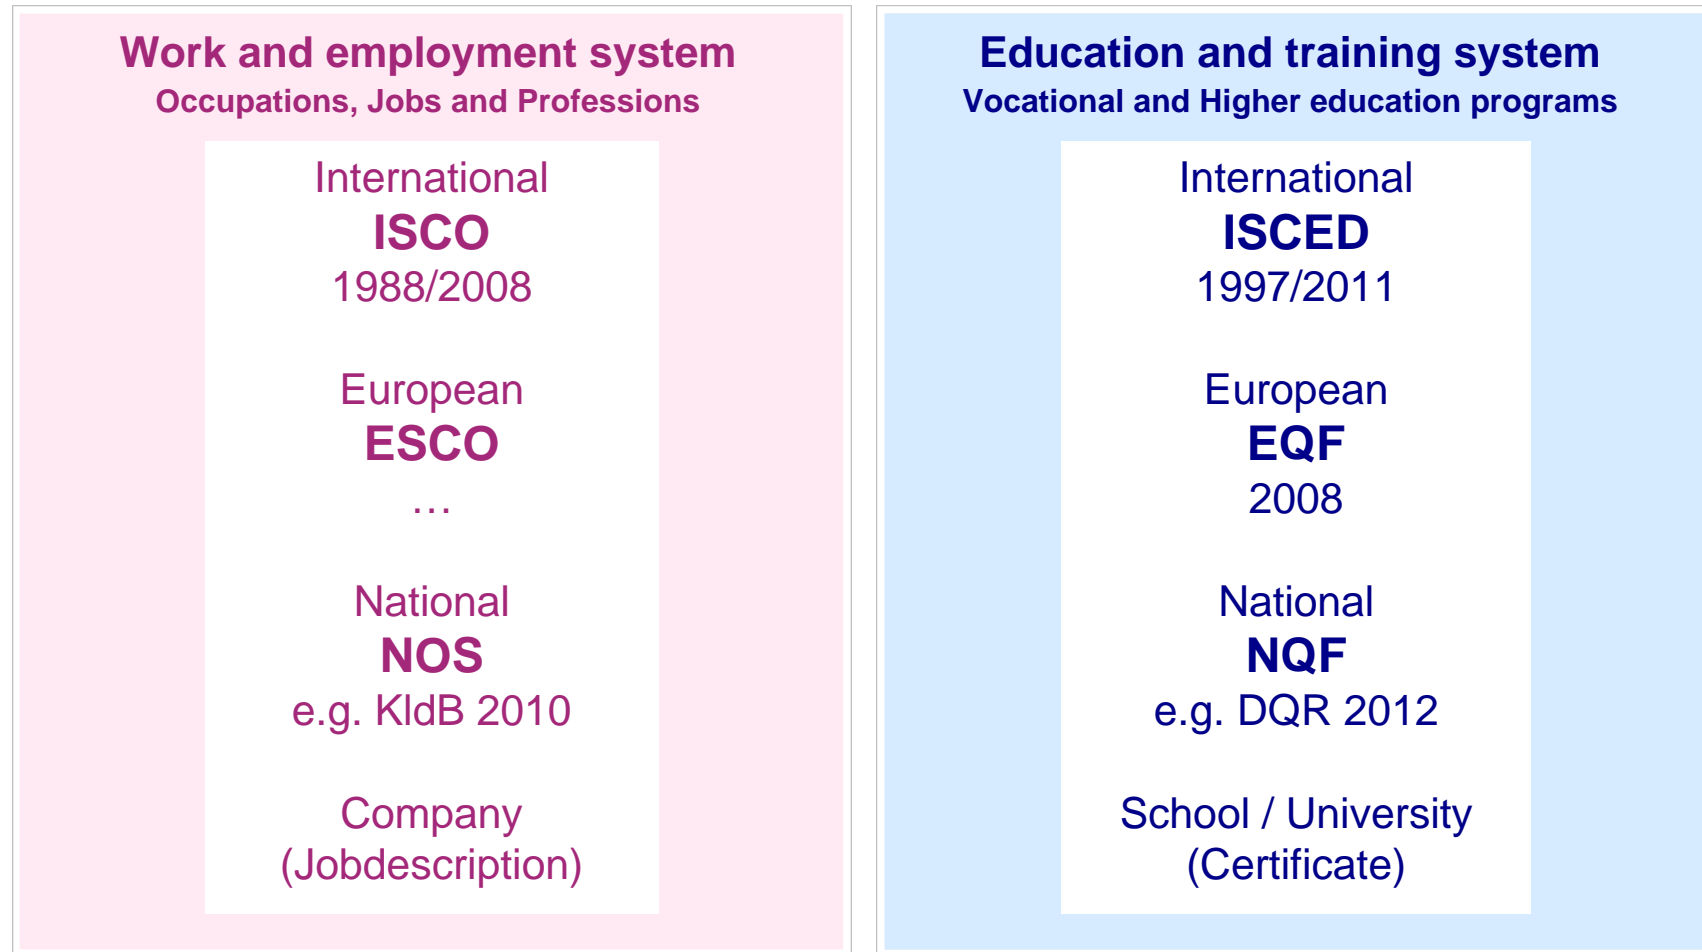 Work and employment system
Occupations, Jobs and Professions
International
ISCO
1988/2008
European
ESCO
…
National
NOS
e.g. KldB 2010
Company
(Jobdescription)
Education and training system
Vocational and Higher education programs
International
ISCED
1997/2011
European
EQF
2008
National
NQF
e.g. DQR 2012
School / University
(Certificate)